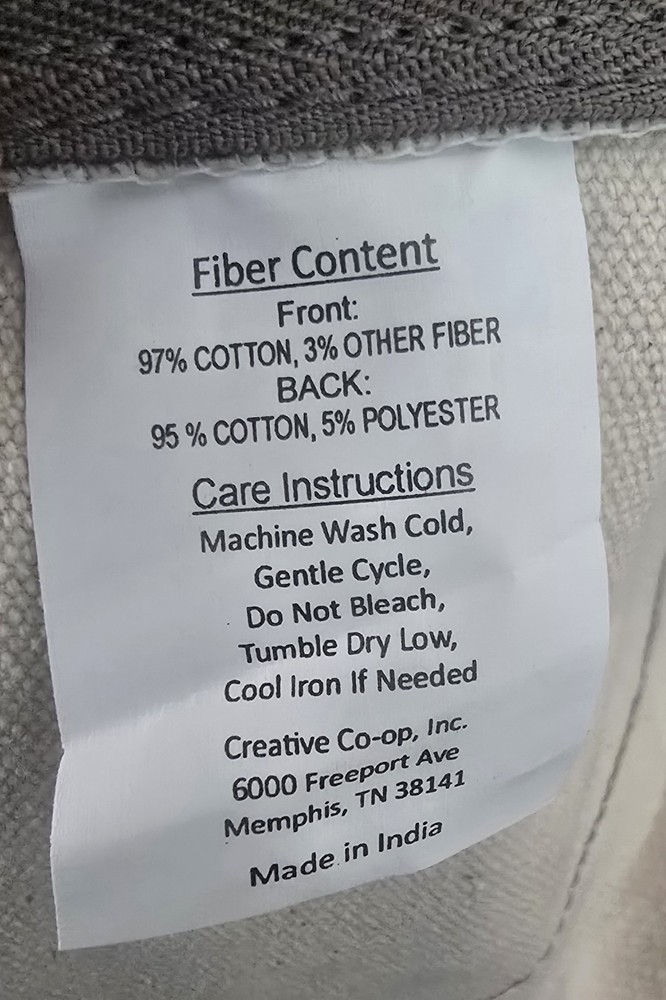 Fiber Content
Front:
97% COTTON, 3% OTHER FIBER
BACK:
95 % COTTON, 5% POLYESTER
Care Instructions
Machine Wash Cold,
Gentle Cycle,
Do Not Bleach,
Tumble Dry Low,
Cool Iron If Needed
Creative Co-op, Inc.
6000 Freeport Ave
Memphis, TN 38141
Made in India